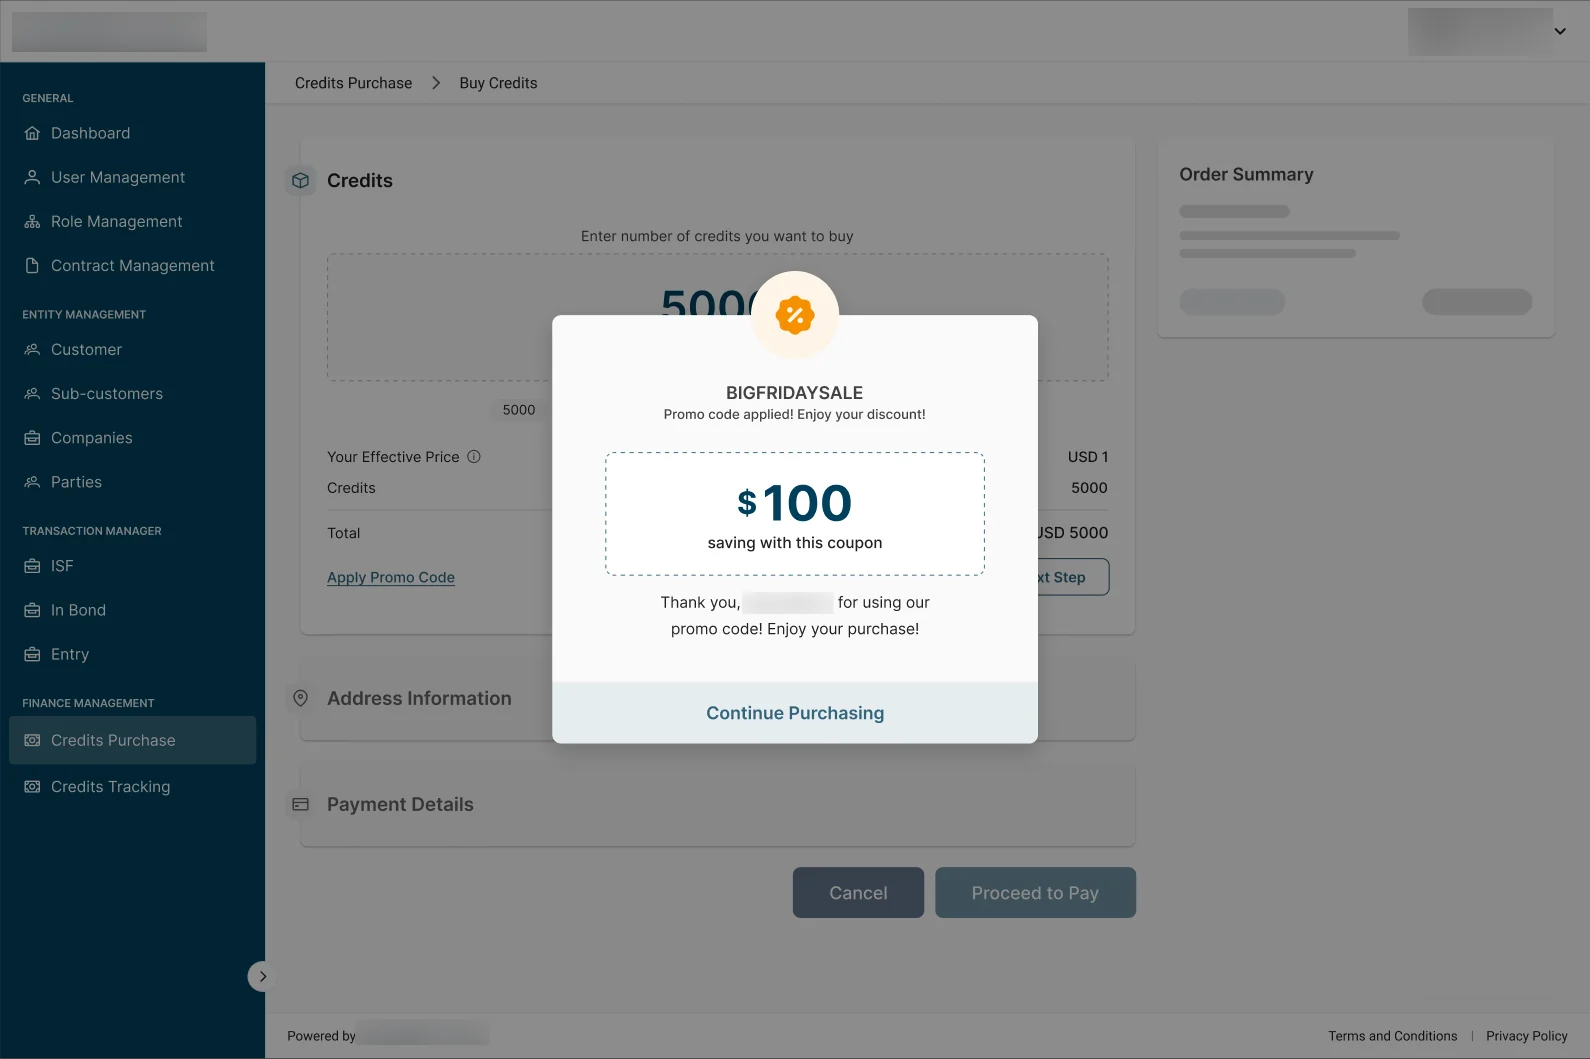 Credits Purchase
Buy Credits
GENERAL
Dashboard
User Management
Role Management
Contract Management
ENTITY MANAGEMENT
Customer
Sub-customers
Companies
Parties
TRANSACTION MANAGER
ISF
In Bond
Entry
FINANCE MANAGEMENT
Credits Purchase
Credits Tracking
Credits
Enter number of credits you want to buy
5000
5000
Your Effective Price
USD 1
Credits
5000
Total
USD 5000
Apply Promo Code
xt Step
Address Information
Payment Details
Cancel
Proceed to Pay
Order Summary
BIGFRIDAYSALE
Promo code applied! Enjoy your discount!
$100
saving with this coupon
Thank you, for using our
promo code! Enjoy your purchase!
Continue Purchasing
Powered by
Terms and Conditions | Privacy Policy